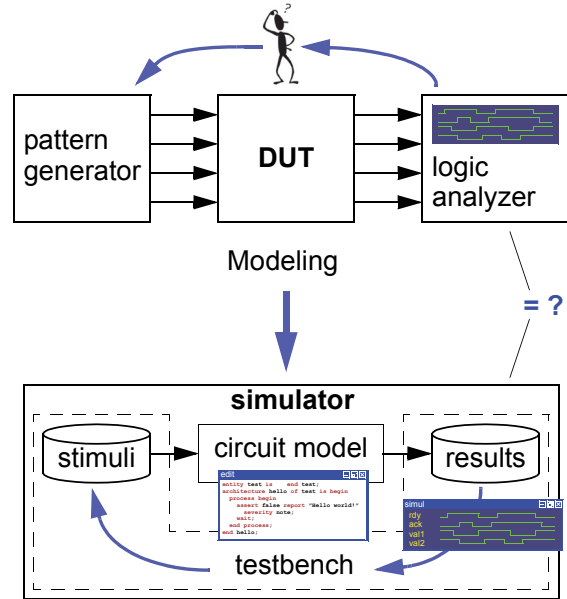 ?
pattern
generator
DUT
logic
analyzer
Modeling
= ?
simulator
stimuli
circuit model
results
edit
entity test is end test;
architecture hello of test is begin
process begin
assert false report "Hello world!"
severity note;
wait;
end process;
end hello;
simul
rdy
ack
val1
val2
testbench